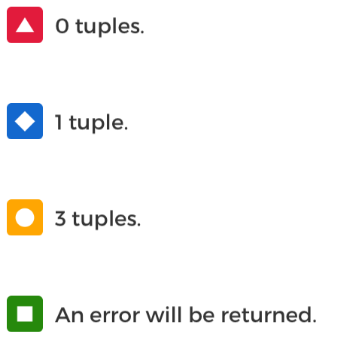 0 tuples.
1 tuple.
3 tuples.
An error will be returned.